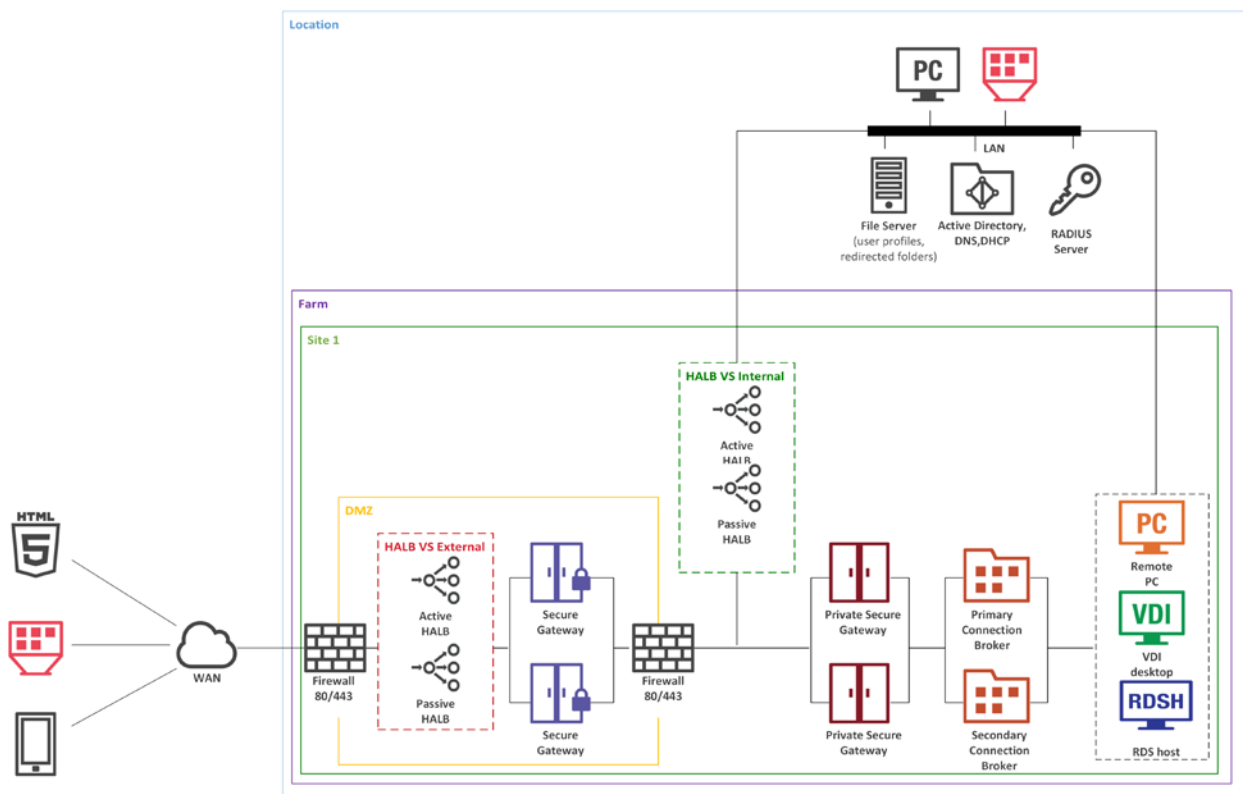 Location
PC
LAN
File Server
(user profiles,
redirected folders)
Active Directory,
DNS,DHCP
RADIUS
Server
Farm
Site 1
HALB VS Internal
Active
HALB
Passive
HALB
DMZ
HALB VS External
Active
HALB
Passive
HALB
Secure
Gateway
Secure
Gateway
HTML
5
WAN
Firewall
80/443
Firewall
80/443
Private Secure
Gateway
Private Secure
Gateway
Primary
Connection
Broker
Secondary
Connection
Broker
PC
Remote
PC
VDI
VDI
desktop
RDSH
RDS host